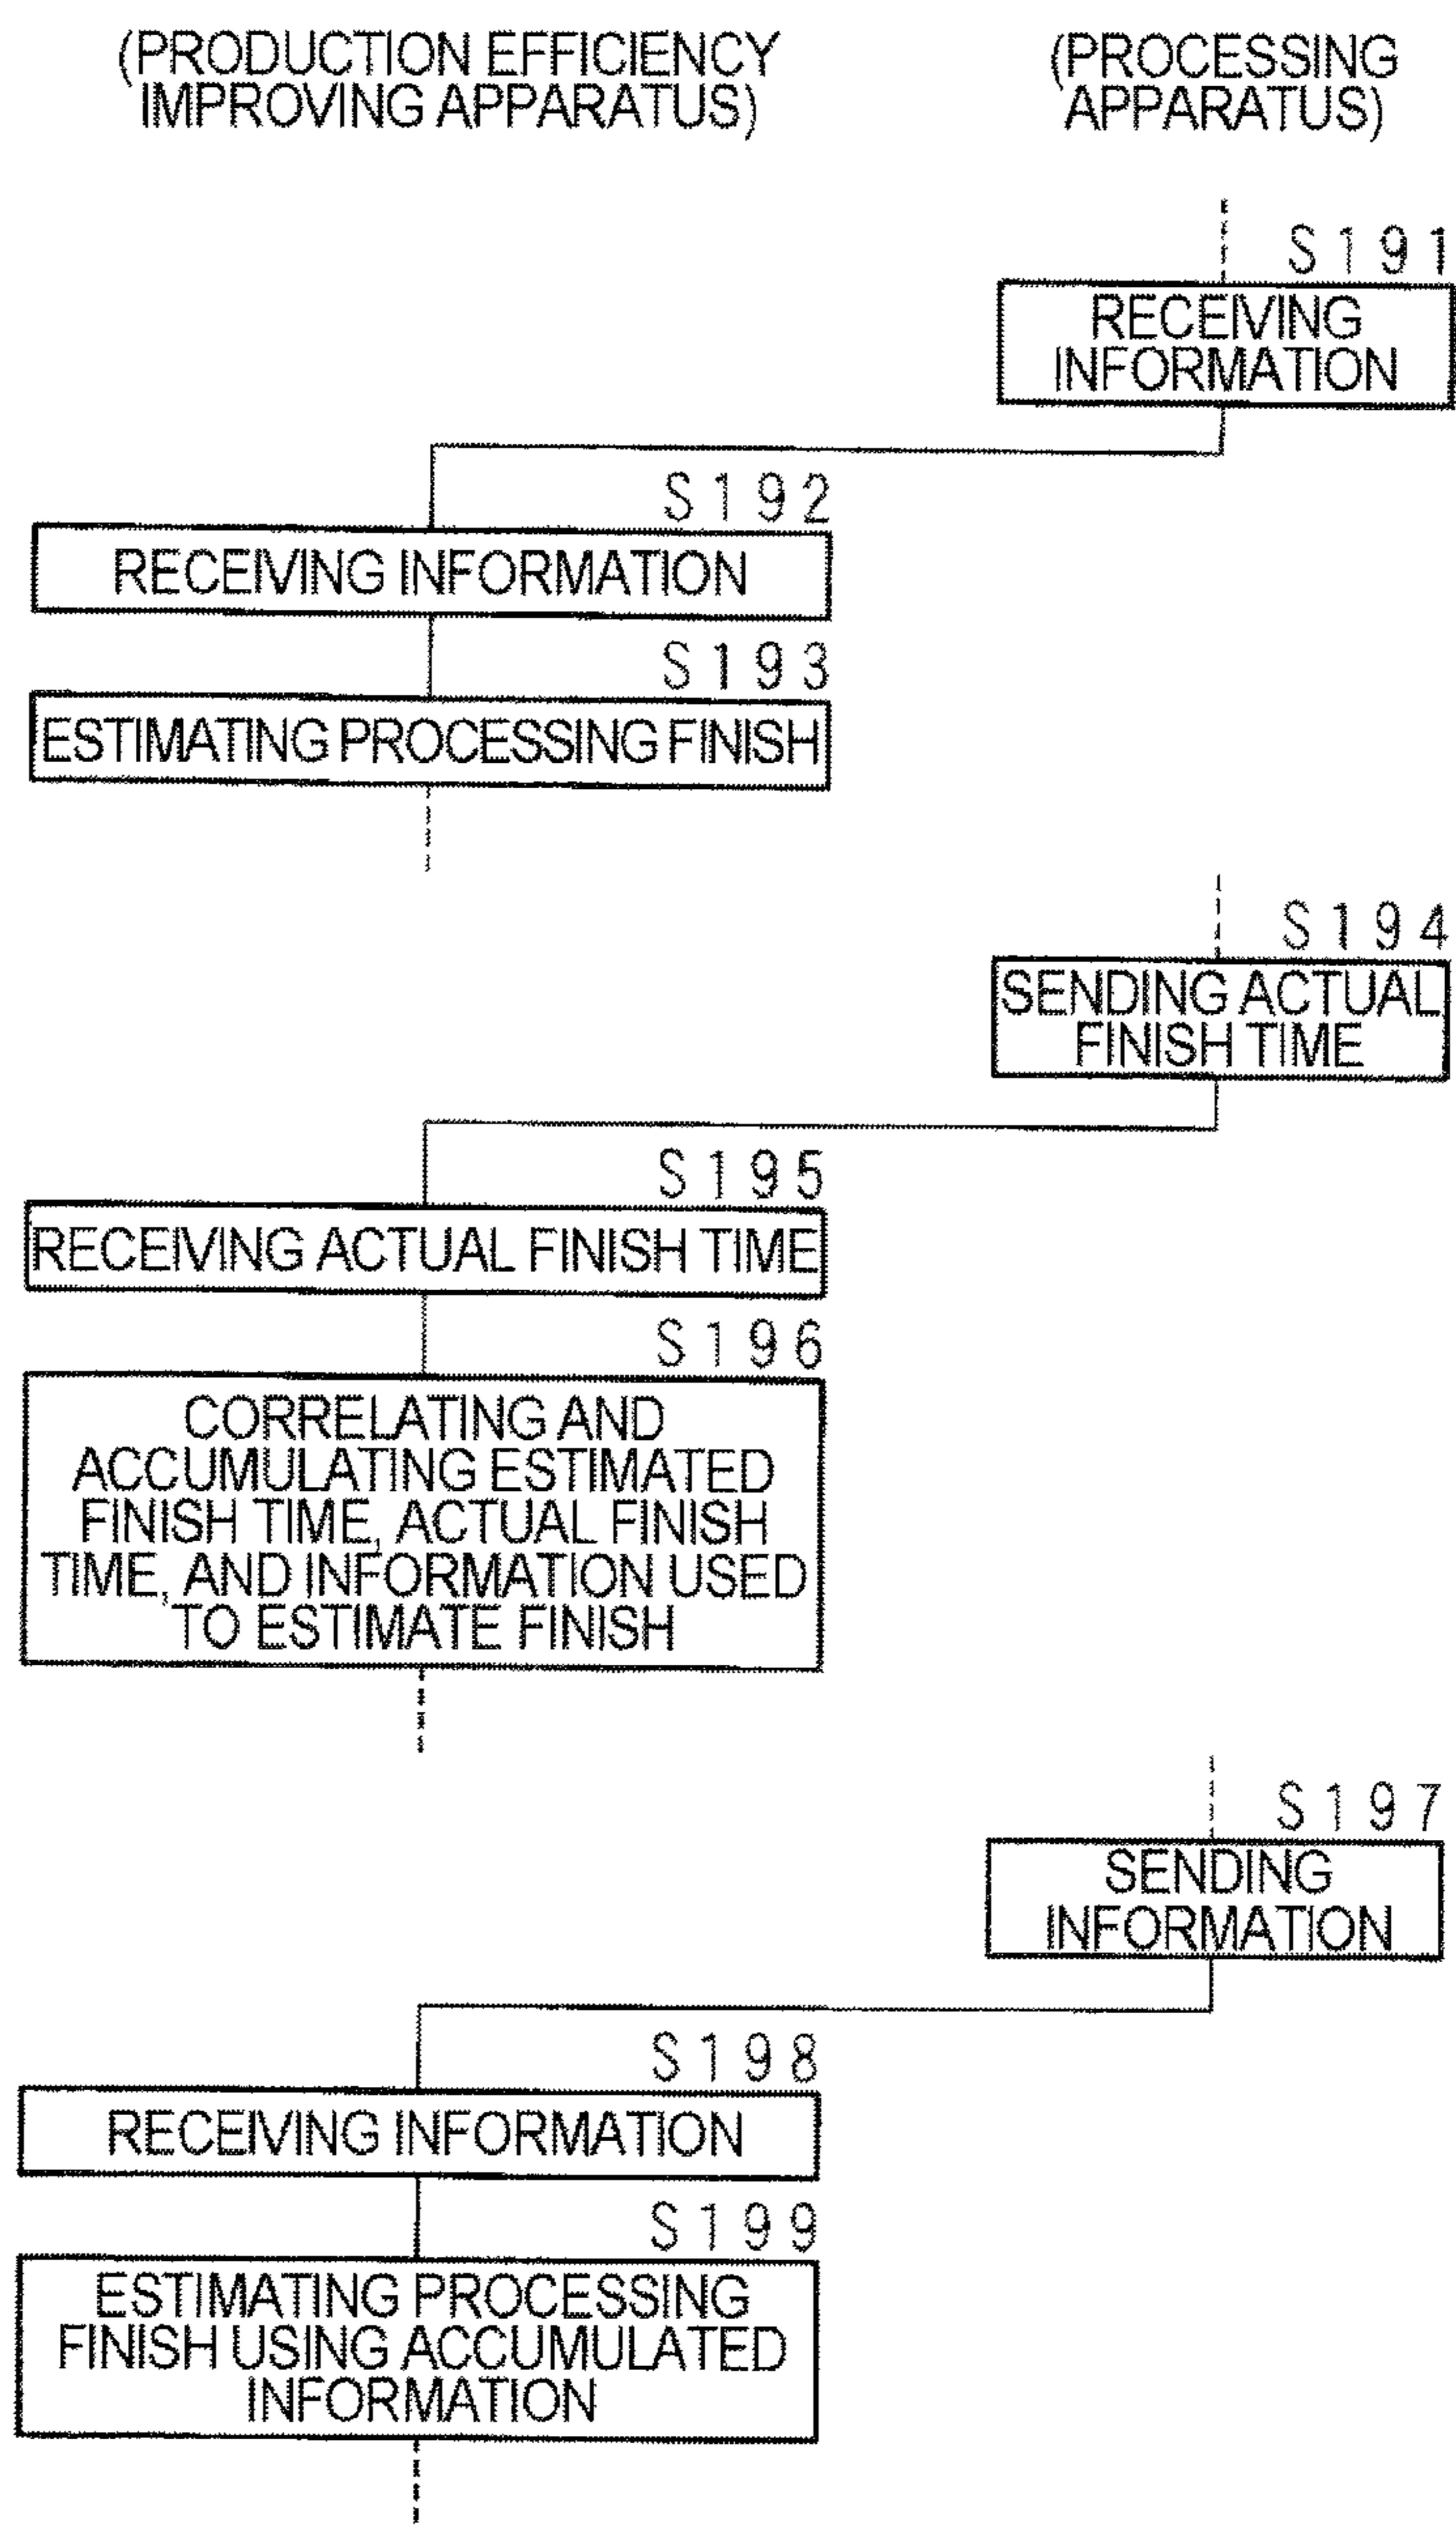 (PRODUCTION EFFICIENCY
IMPROVING APPARATUS)
(PROCESSING
APPARATUS)
S191
RECEIVING
INFORMATION
S192
RECEIVING INFORMATION
S193
ESTIMATING PROCESSING FINISH
S194
SENDING ACTUAL
FINISH TIME
S195
RECEIVING ACTUAL FINISH TIME
S196
CORRELATING AND
ACCUMULATING ESTIMATED
FINISH TIME, ACTUAL FINISH
TIME, AND INFORMATION USED
TO ESTIMATE FINISH
S197
SENDING
INFORMATION
S198
RECEIVING INFORMATION
S199
ESTIMATING PROCESSING
FINISH USING ACCUMULATED
INFORMATION